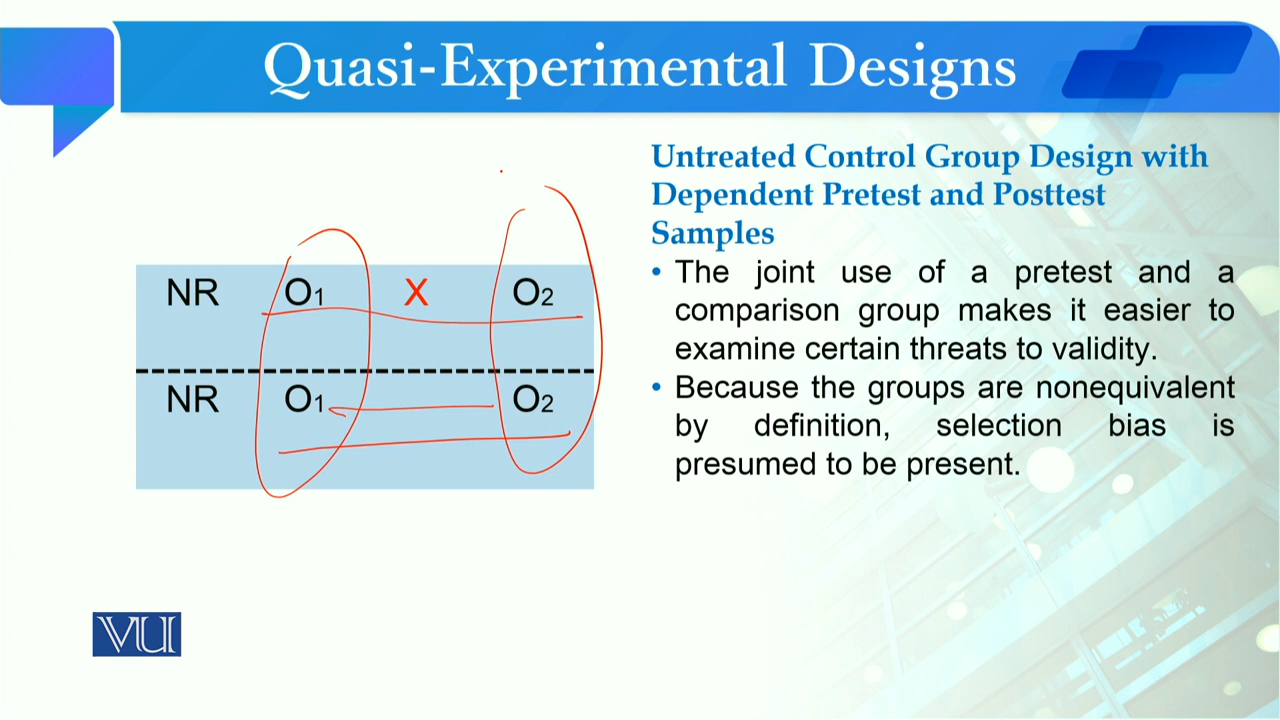 Quasi-Experimental Designs
Untreated Control Group Design with
Dependent Pretest and Posttest
Samples
• The joint use of a pretest and a
comparison group makes it easier to
examine certain threats to validity.
• Because the groups are nonequivalent
by definition, selection bias is
presumed to be present.
NR O1 X O2
NR O1 O2
VU